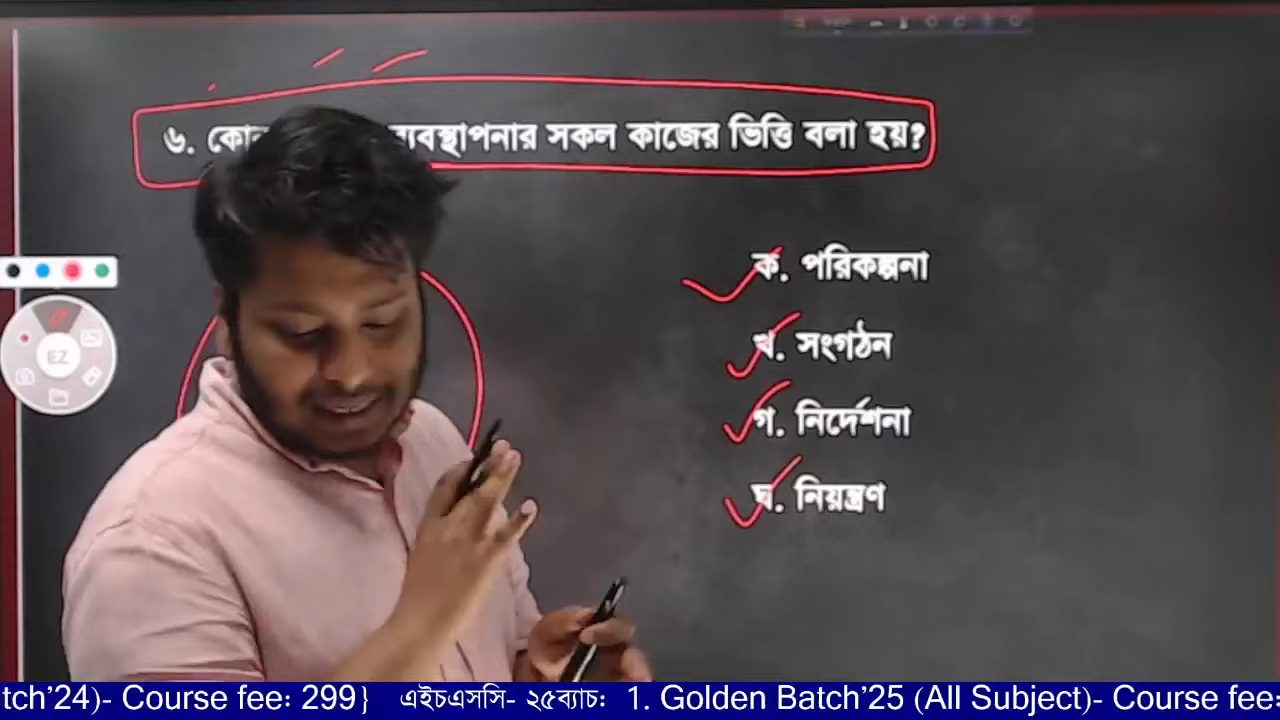 ৬. ব্যবস্থাপনার সকল কাজের ভিত্তি বলা হয়?
ক. পরিকল্পনা
খ. সংগঠন
গ. নির্দেশনা
ঘ. নিয়ন্ত্রণ
EZ
tch’24)- Course fee: 299} এইচএসসি- ২৫ব্যাচ: 1. Golden Batch’25 (All Subject)- Course fee: